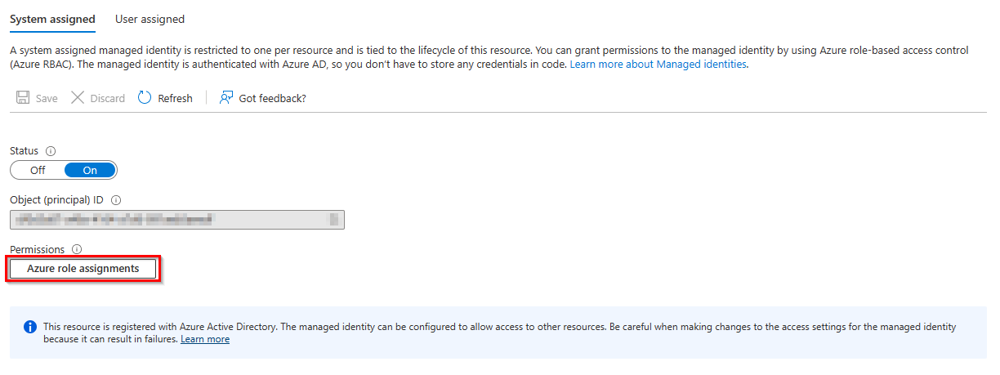 System assigned User assigned
A system assigned managed identity is restricted to one per resource and is tied to the lifecycle of this resource. You can grant permissions to the managed identity by using Azure role-based access control
(Azure RBAC). The managed identity is authenticated with Azure AD, so you don't have to store any credentials in code. Learn more about Managed identities.
Save Discard Refresh Got feedback?
Status
Off On
Object (principal) ID
Permissions
Azure role assignments
This resource is registered with Azure Active Directory. The managed identity can be configured to allow access to other resources. Be careful when making changes to the access settings for the managed identity
because it can result in failures. Learn more